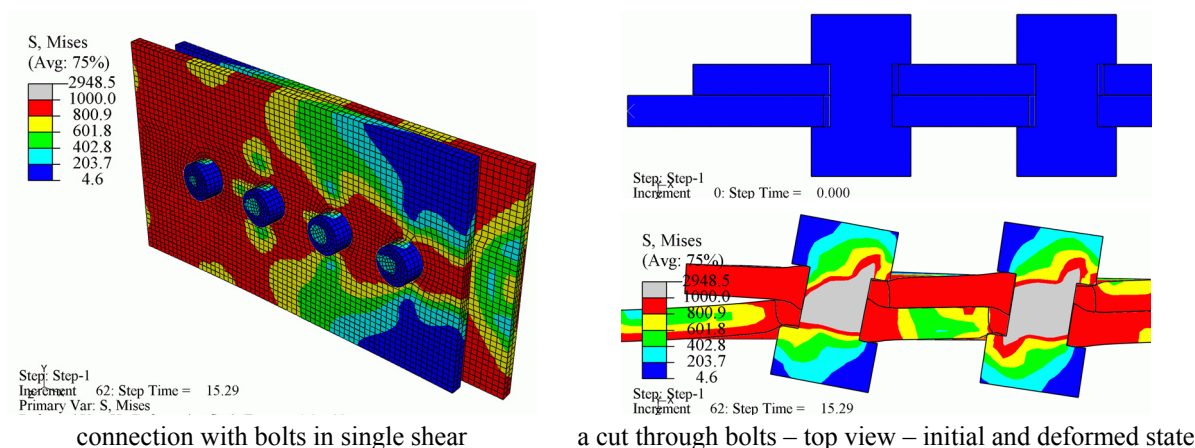 S, Mises
(Avg: 75%)
2948.5
1000.0
800.9
601.8
402.8
203.7
4.6
Y
X
Step: Step-1
Increment 62: Step Time = 15.29
Primary Var: S, Mises
connection with bolts in single shear
Step: Step-1
X
Increment 0: Step Time = 0.000
S, Mises
(Avg: 75%)
2948.5
1000.0
800.9
601.8
402.8
203.7
4.6
Step: Step-1
X
Increment 62: Step Time = 15.29
a cut through bolts – top view – initial and deformed state